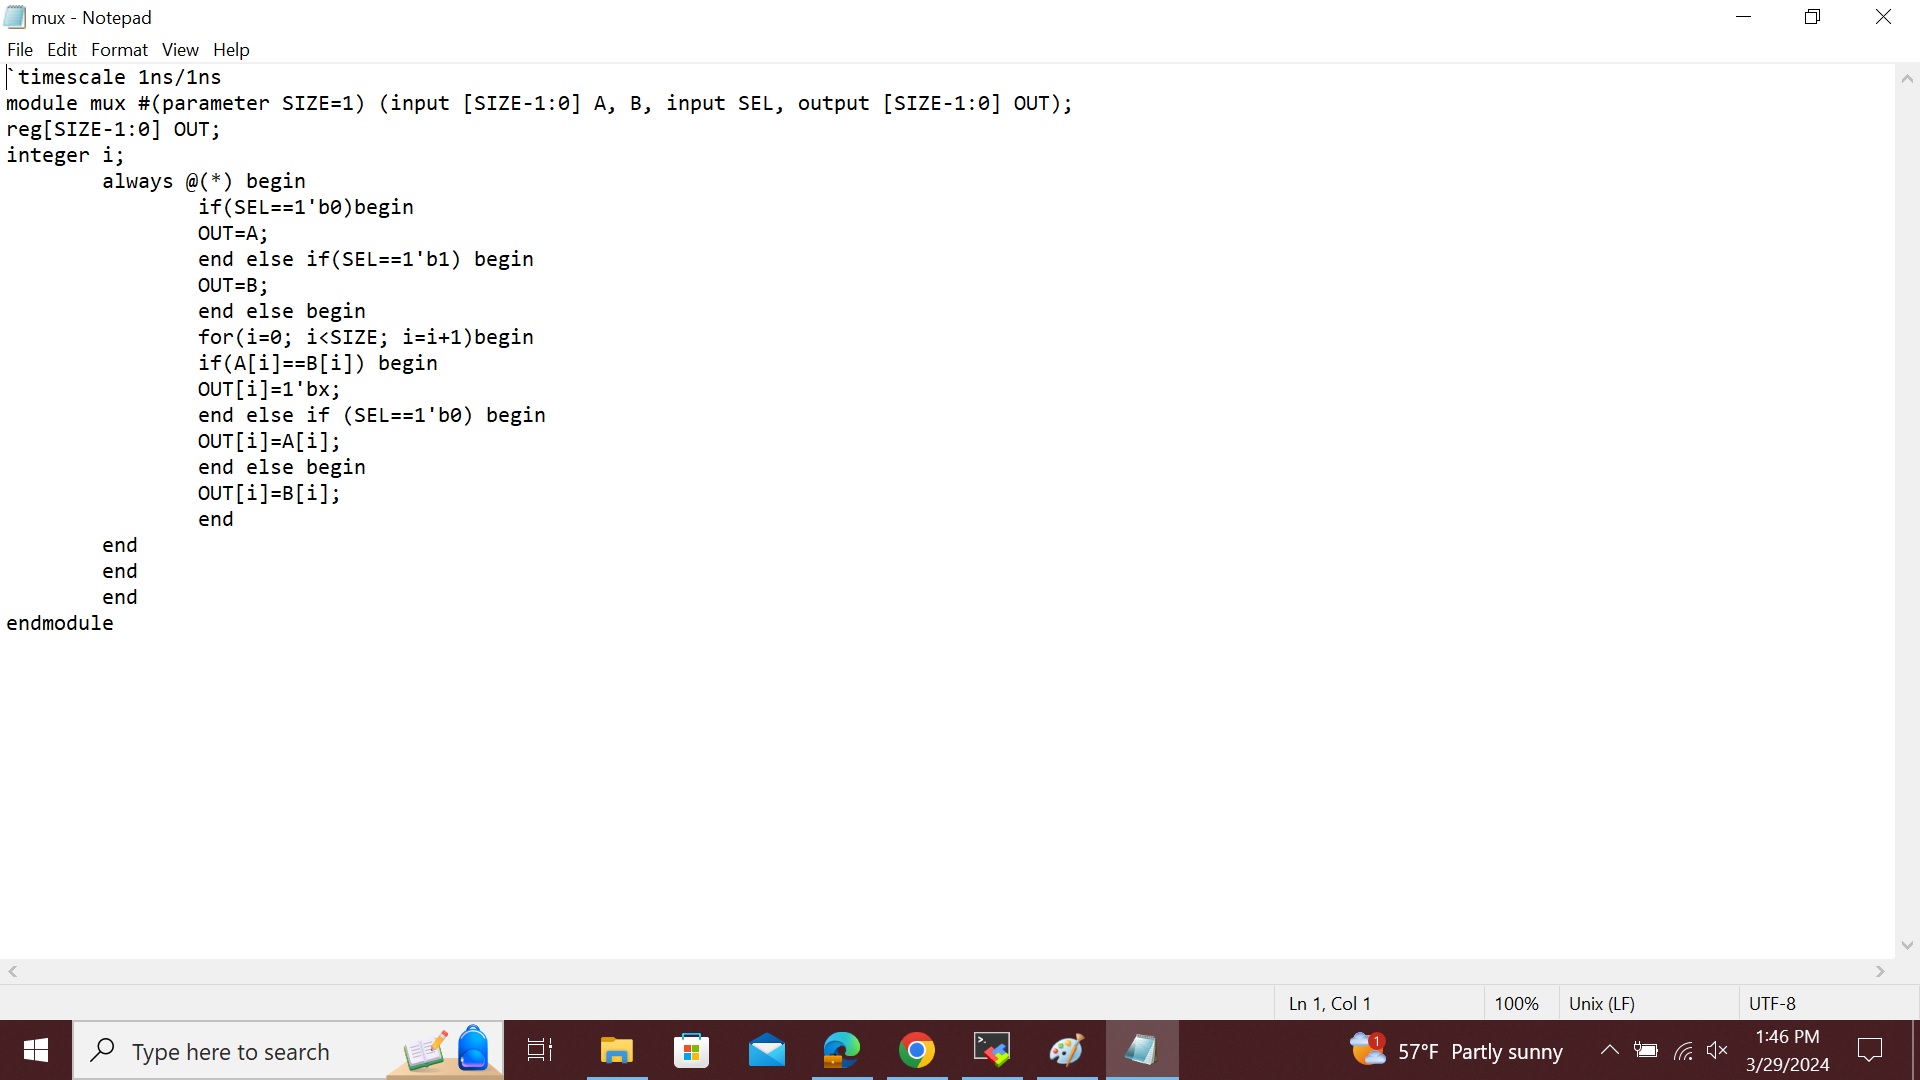 mux - Notepad
File Edit Format View Help
`timescale 1ns/1ns
module mux #(parameter SIZE=1) (input [SIZE-1:0] A, B, input SEL, output [SIZE-1:0] OUT);
reg[SIZE-1:0] OUT;
integer i;
        always @(*) begin
                if(SEL==1'b0)begin
                OUT=A;
                end else if(SEL==1'b1) begin
                OUT=B;
                end else begin
                for(i=0; i<SIZE; i=i+1)begin
                if(A[i]==B[i]) begin
                OUT[i]=1'bx;
                end else if (SEL==1'b0) begin
                OUT[i]=A[i];
                end else begin
                OUT[i]=B[i];
                end
        end
        end
        end
endmodule
Ln 1, Col 1 100% Unix (LF) UTF-8
Type here to search 1 57°F Partly sunny 1:46 PM
3/29/2024